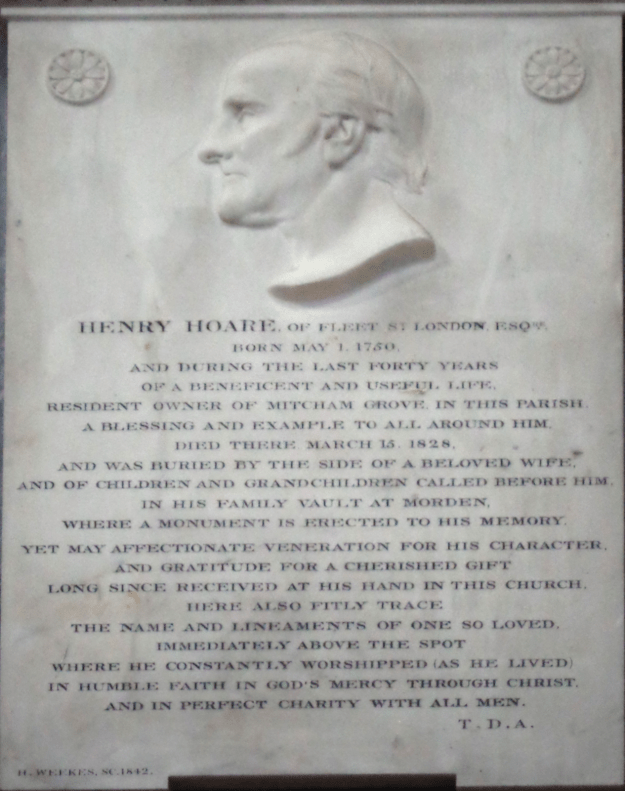 HENRY HOARE, OF FLEET ST LONDON, ESQRE.
BORN MAY 1, 1750,
AND DURING THE LAST FORTY YEARS
OF A BENEFICENT AND USEFUL LIFE,
RESIDENT OWNER OF MITCHAM GROVE, IN THIS PARISH.
A BLESSING AND EXAMPLE TO ALL AROUND HIM,
DIED THERE, MARCH 15, 1828,
AND WAS BURIED BY THE SIDE OF A BELOVED WIFE,
AND OF CHILDREN AND GRANDCHILDREN CALLED BEFORE HIM,
IN HIS FAMILY VAULT AT MORDEN,
WHERE A MONUMENT IS ERECTED TO HIS MEMORY.
YET MAY AFFECTIONATE VENERATION FOR HIS CHARACTER,
AND GRATITUDE FOR A CHERISHED GIFT
LONG SINCE RECEIVED AT HIS HAND IN THIS CHURCH,
HERE ALSO FITLY TRACE
THE NAME AND LINEAMENTS OF ONE SO LOVED,
IMMEDIATELY ABOVE THE SPOT
WHERE HE CONSTANTLY WORSHIPPED (AS HE LIVED)
IN HUMBLE FAITH IN GOD'S MERCY THROUGH CHRIST,
AND IN PERFECT CHARITY WITH ALL MEN.
T. D. A.
H. WEEKES, SC. 1842.